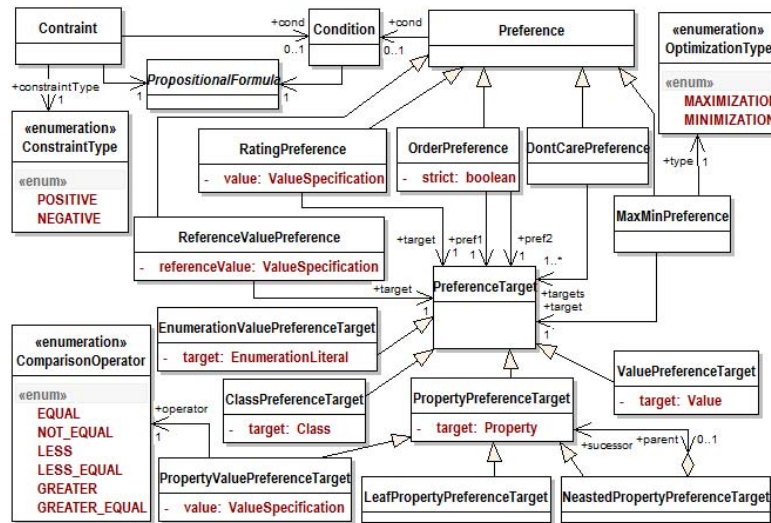 Contraint
+cond
0..1
Condition
+cond
0..1
Preference
«enumeration»
OptimizationType
«enum»
MAXIMIZATION
MINIMIZATION
+constraintType
1
1
PropositionalFormula
1
«enumeration»
ConstraintType
«enum»
POSITIVE
NEGATIVE
RatingPreference
- value: ValueSpecification
OrderPreference
- strict: boolean
DontCarePreference
+type
1
MaxMinPreference
ReferenceValuePreference
- referenceValue: ValueSpecification
+target
1
+pref1
1
+pref2
1
1..*
+targets
+target
1
+target
1
PreferenceTarget
EnumerationValuePreferenceTarget
- target: EnumerationLiteral
«enumeration»
ComparisonOperator
«enum»
EQUAL
NOT_EQUAL
LESS
LESS_EQUAL
GREATER
GREATER_EQUAL
ClassPreferenceTarget
- target: Class
PropertyPreferenceTarget
- target: Property
ValuePreferenceTarget
- target: Value
+operator
1
+sucessor
+parent
0..1
PropertyValuePreferenceTarget
- value: ValueSpecification
LeafPropertyPreferenceTarget
NeastedPropertyPreferenceTarget